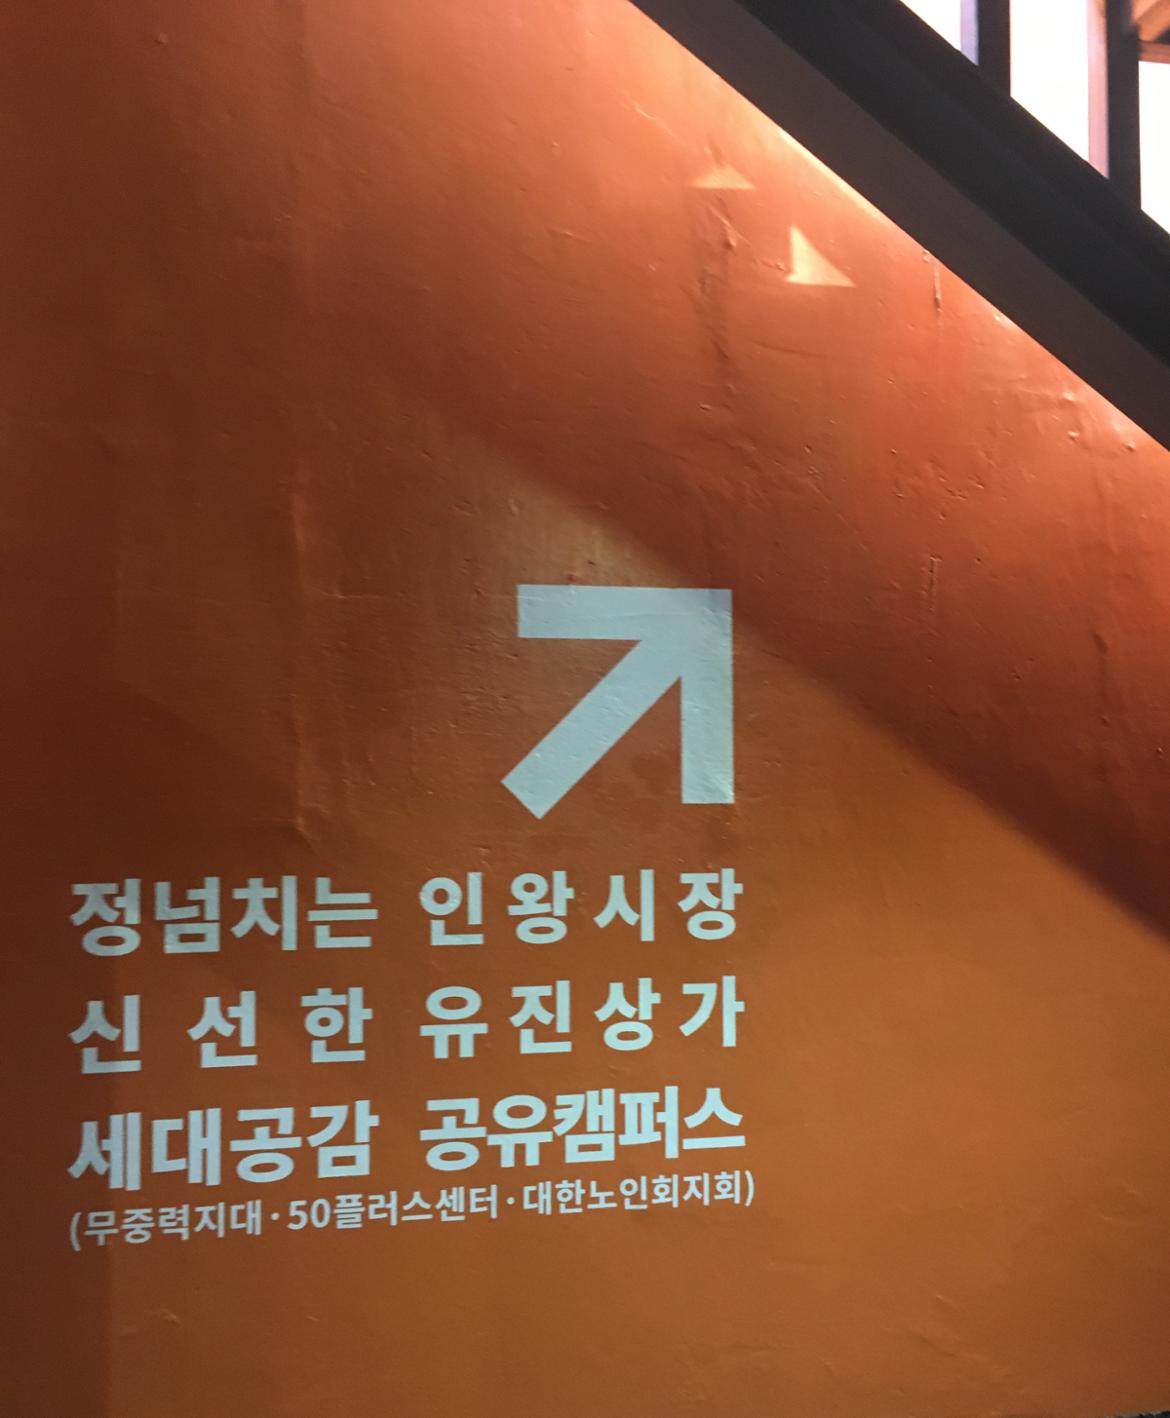 정넘치는 인왕시장
신선한 유진상가
세대공감 공유캠퍼스
(무중력지대·50플러스센터·대한노인회지회)